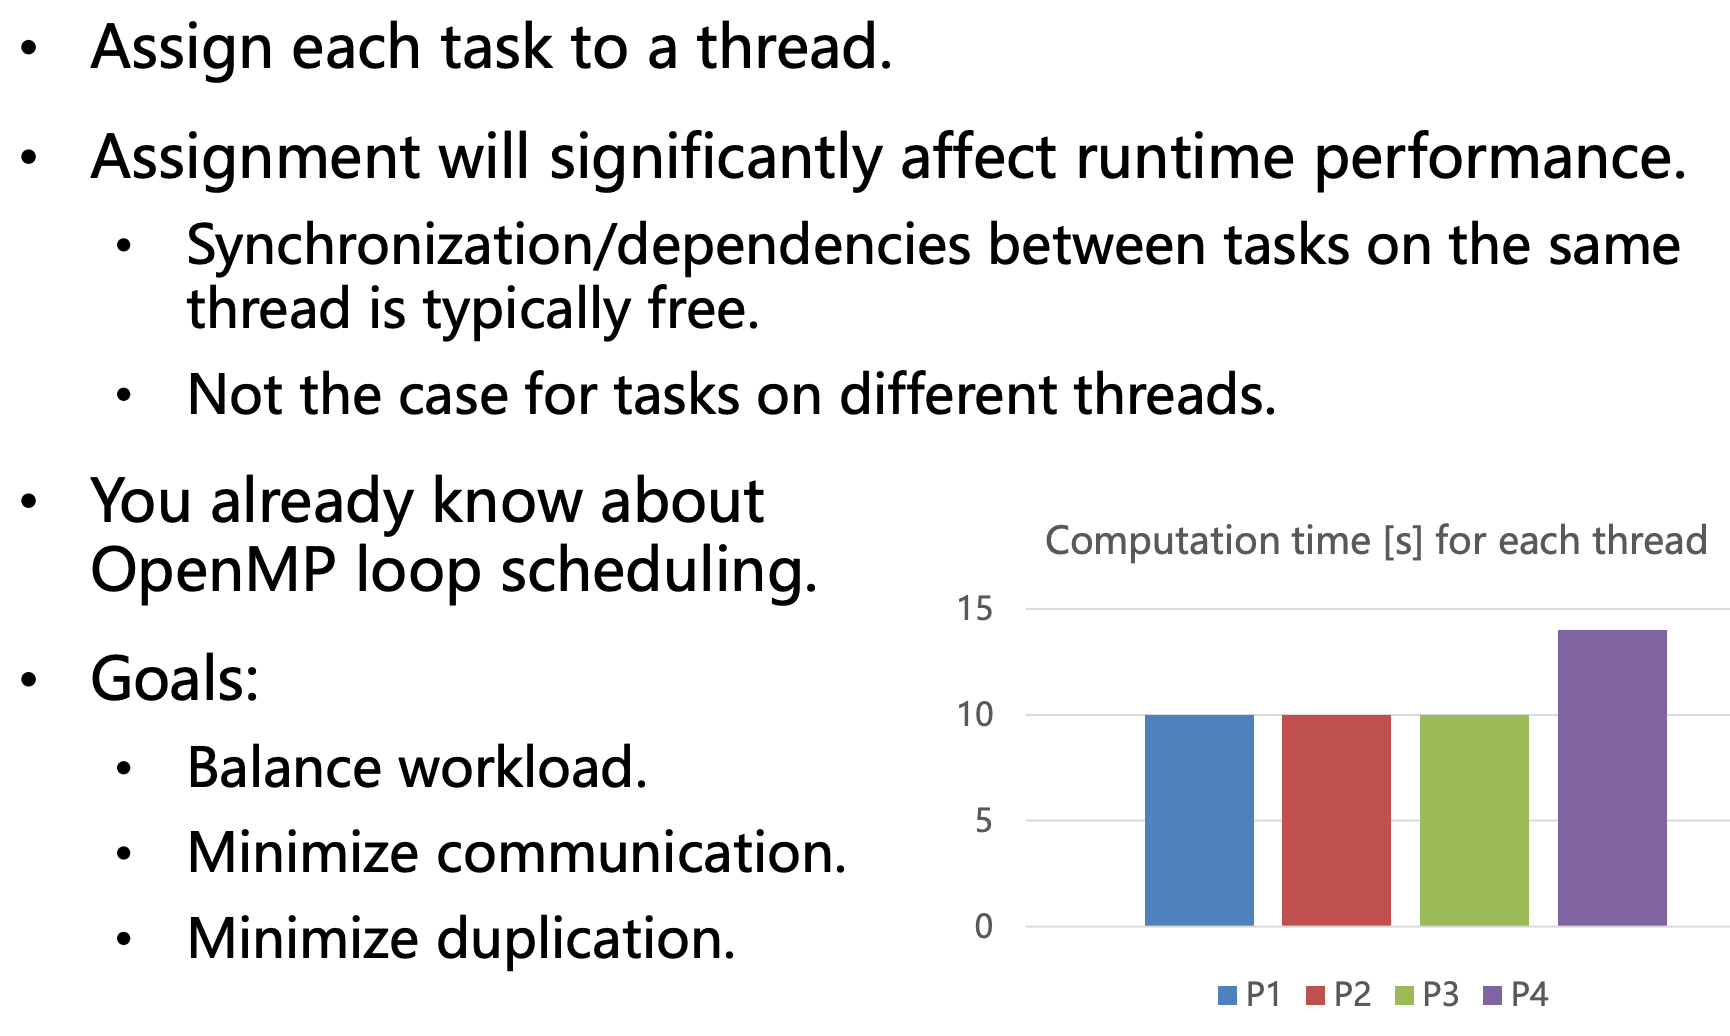 • Assign each task to a thread.
• Assignment will significantly affect runtime performance.
• Synchronization/dependencies between tasks on the same
thread is typically free.
• Not the case for tasks on different threads.
• You already know about
OpenMP loop scheduling.
• Goals:
• Balance workload.
• Minimize communication.
• Minimize duplication.
Computation time [s] for each thread
15
10
5
0
P1 P2 P3 P4